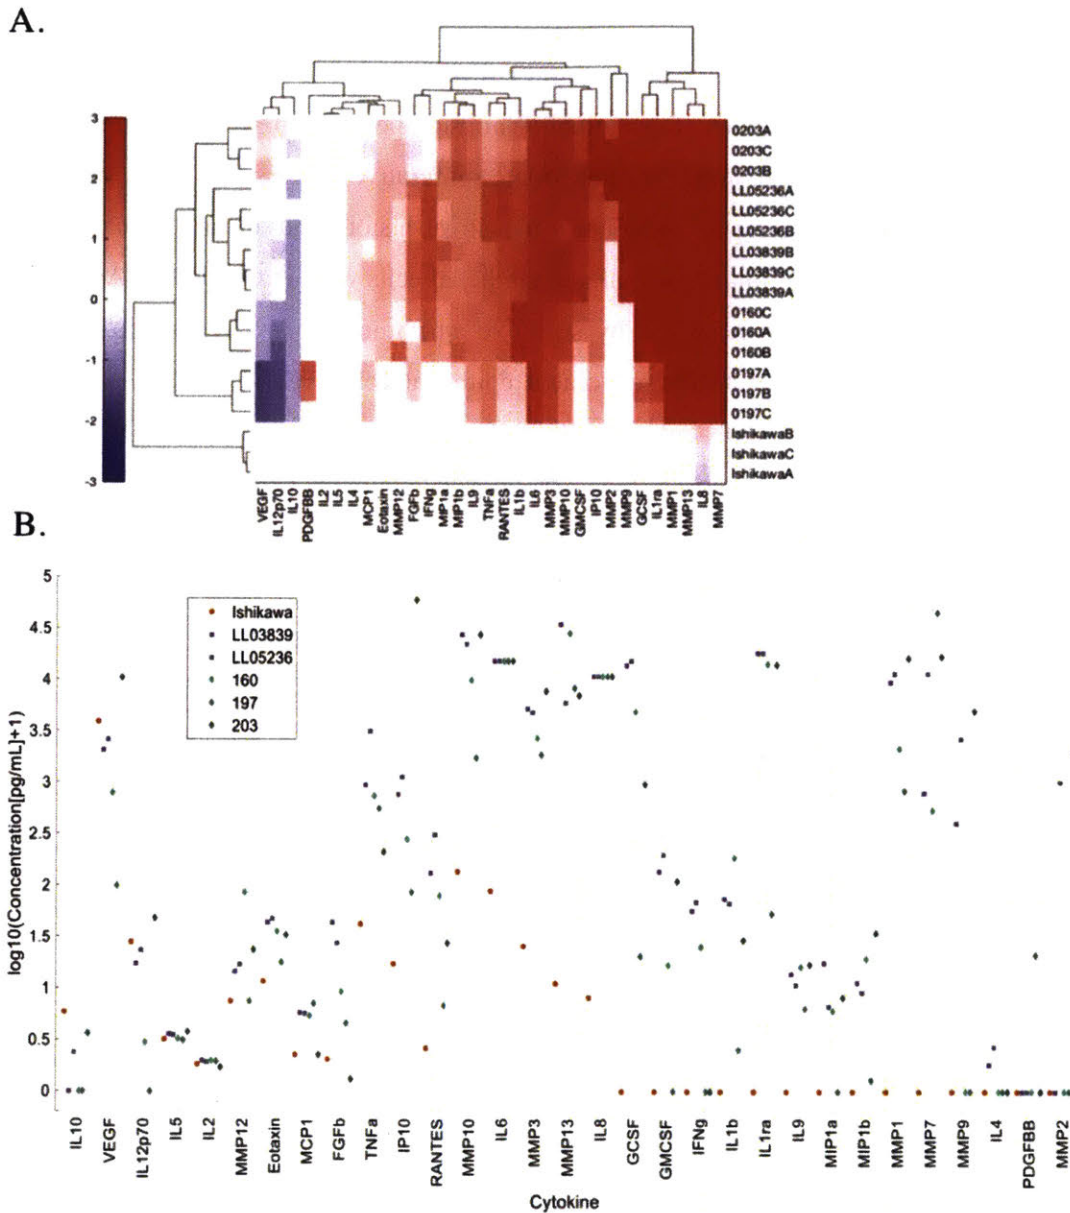 A.
3
2
1
0
-1
-2
-3
0203A
0203C
0203B
LL05236A
LL05236C
LL05236B
LL03839B
LL03839C
LL03839A
0160C
0160A
0160B
0197A
0197B
0197C
IshikawaB
IshikawaC
IshikawaA
VEGF
IL12p70
IL10
PDGFBB
IL2
IL5
IL4
MCP1
Eotaxin
MMP12
FGFb
IFNg
MIP1a
MIP1b
IL9
TNFa
RANTES
IL1b
IL6
MMP3
MMP10
GMCSF
IP10
MMP2
MMP9
GCSF
IL1ra
MMP1
MMP13
IL8
MMP7
B.
log10(Concentration[pg/mL]+1)
5
4.5
4
3.5
3
2.5
2
1.5
1
0.5
0
Ishikawa
LL03839
LL05236
160
197
203
IL10
VEGF
IL12p70
IL5
IL2
MMP12
Eotaxin
MCP1
FGFb
TNFa
IP10
RANTES
MMP10
IL6
MMP3
MMP13
IL8
GCSF
GMCSF
IFNg
IL1b
IL1ra
IL9
MIP1a
MIP1b
MMP1
MMP7
MMP9
IL4
PDGFBB
MMP2
Cytokine